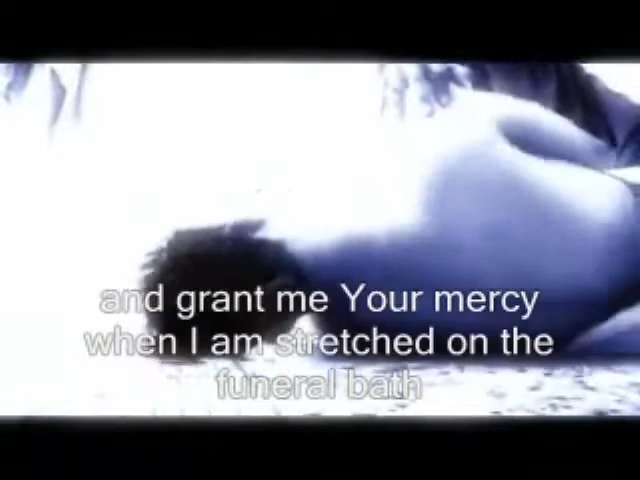 and grant me Your mercy
when I am stretched on the
funeral bath